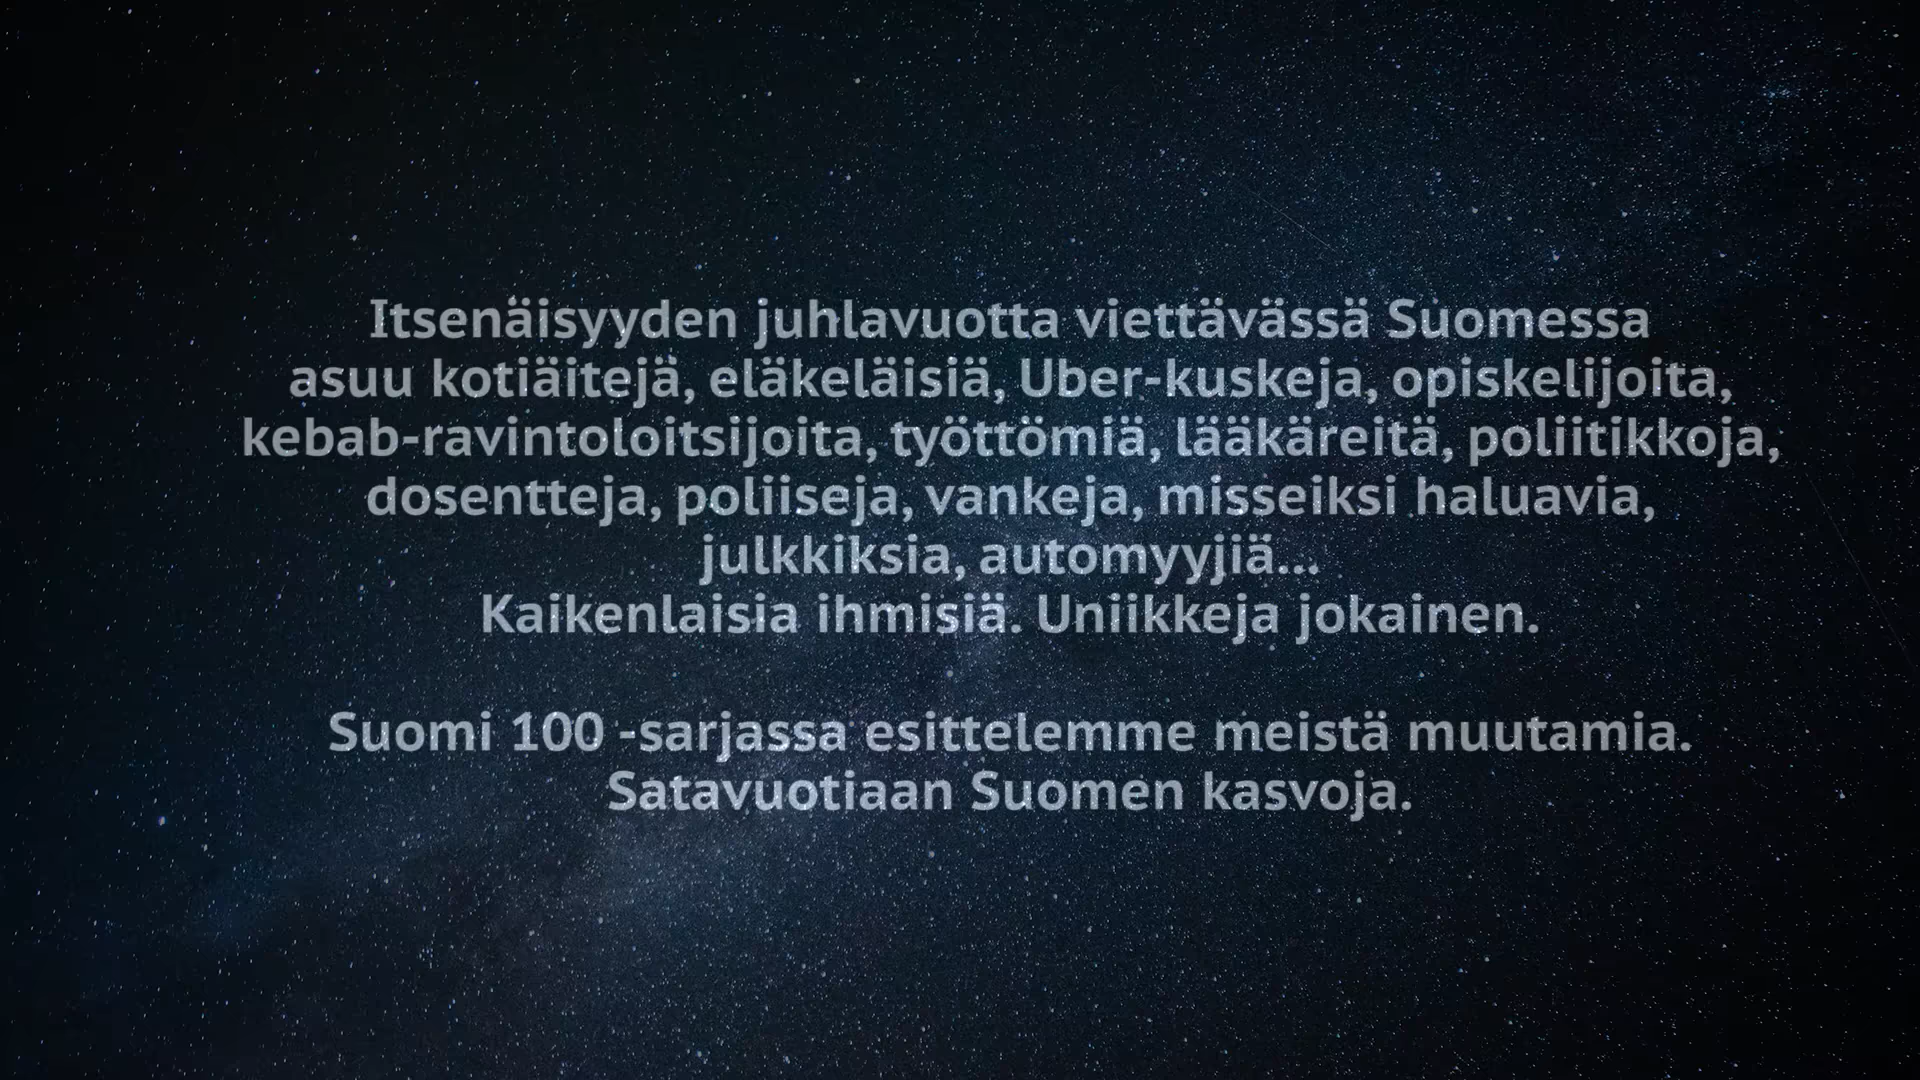 Itsenäisyyden juhlavuotta viettävässä Suomessa
asuu kotiäitejä, eläkeläisiä, Uber-kuskeja, opiskelijoita,
kebab-ravintoloitsijoita, työttömiä, lääkäreitä, poliitikkoja,
dosentteja, poliiseja, vankeja, misseiksi haluavia,
julkkiksia, automyyjiä...
Kaikenlaisia ihmisiä. Uniikkeja jokainen.
Suomi 100 -sarjassa esittelemme meistä muutamia.
Satavuotiaan Suomen kasvoja.